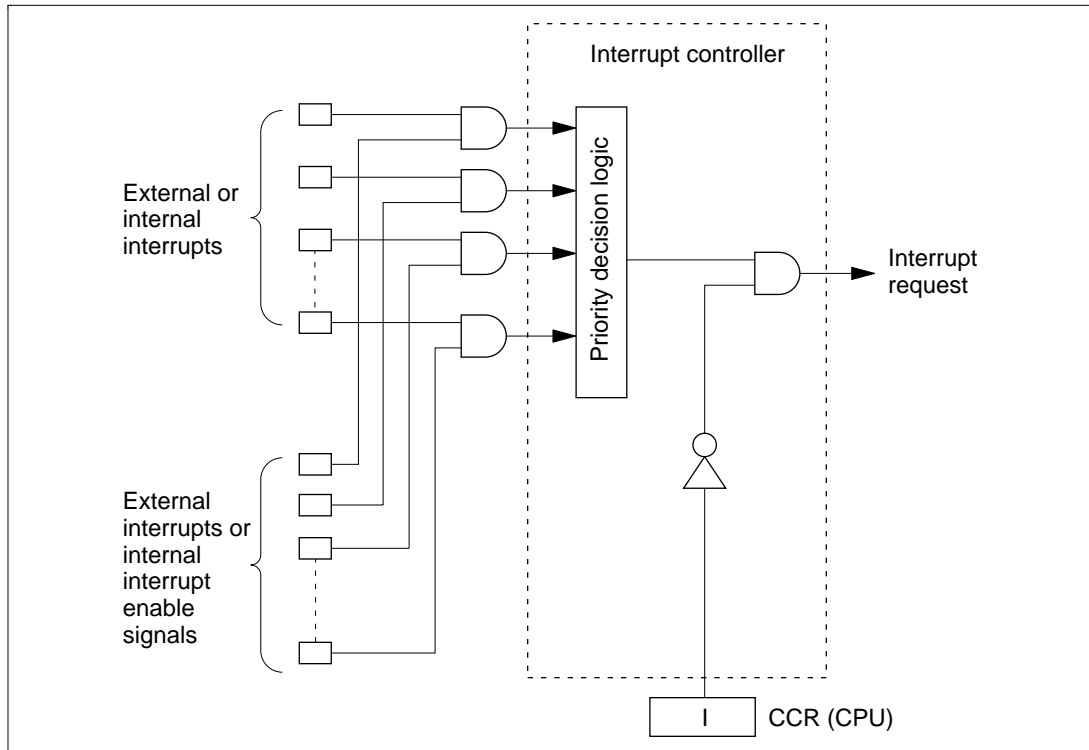 Interrupt controller
External or
internal
interrupts
Priority decision logic
Interrupt
request
External
interrupts or
internal
interrupt
enable
signals
I
CCR (CPU)